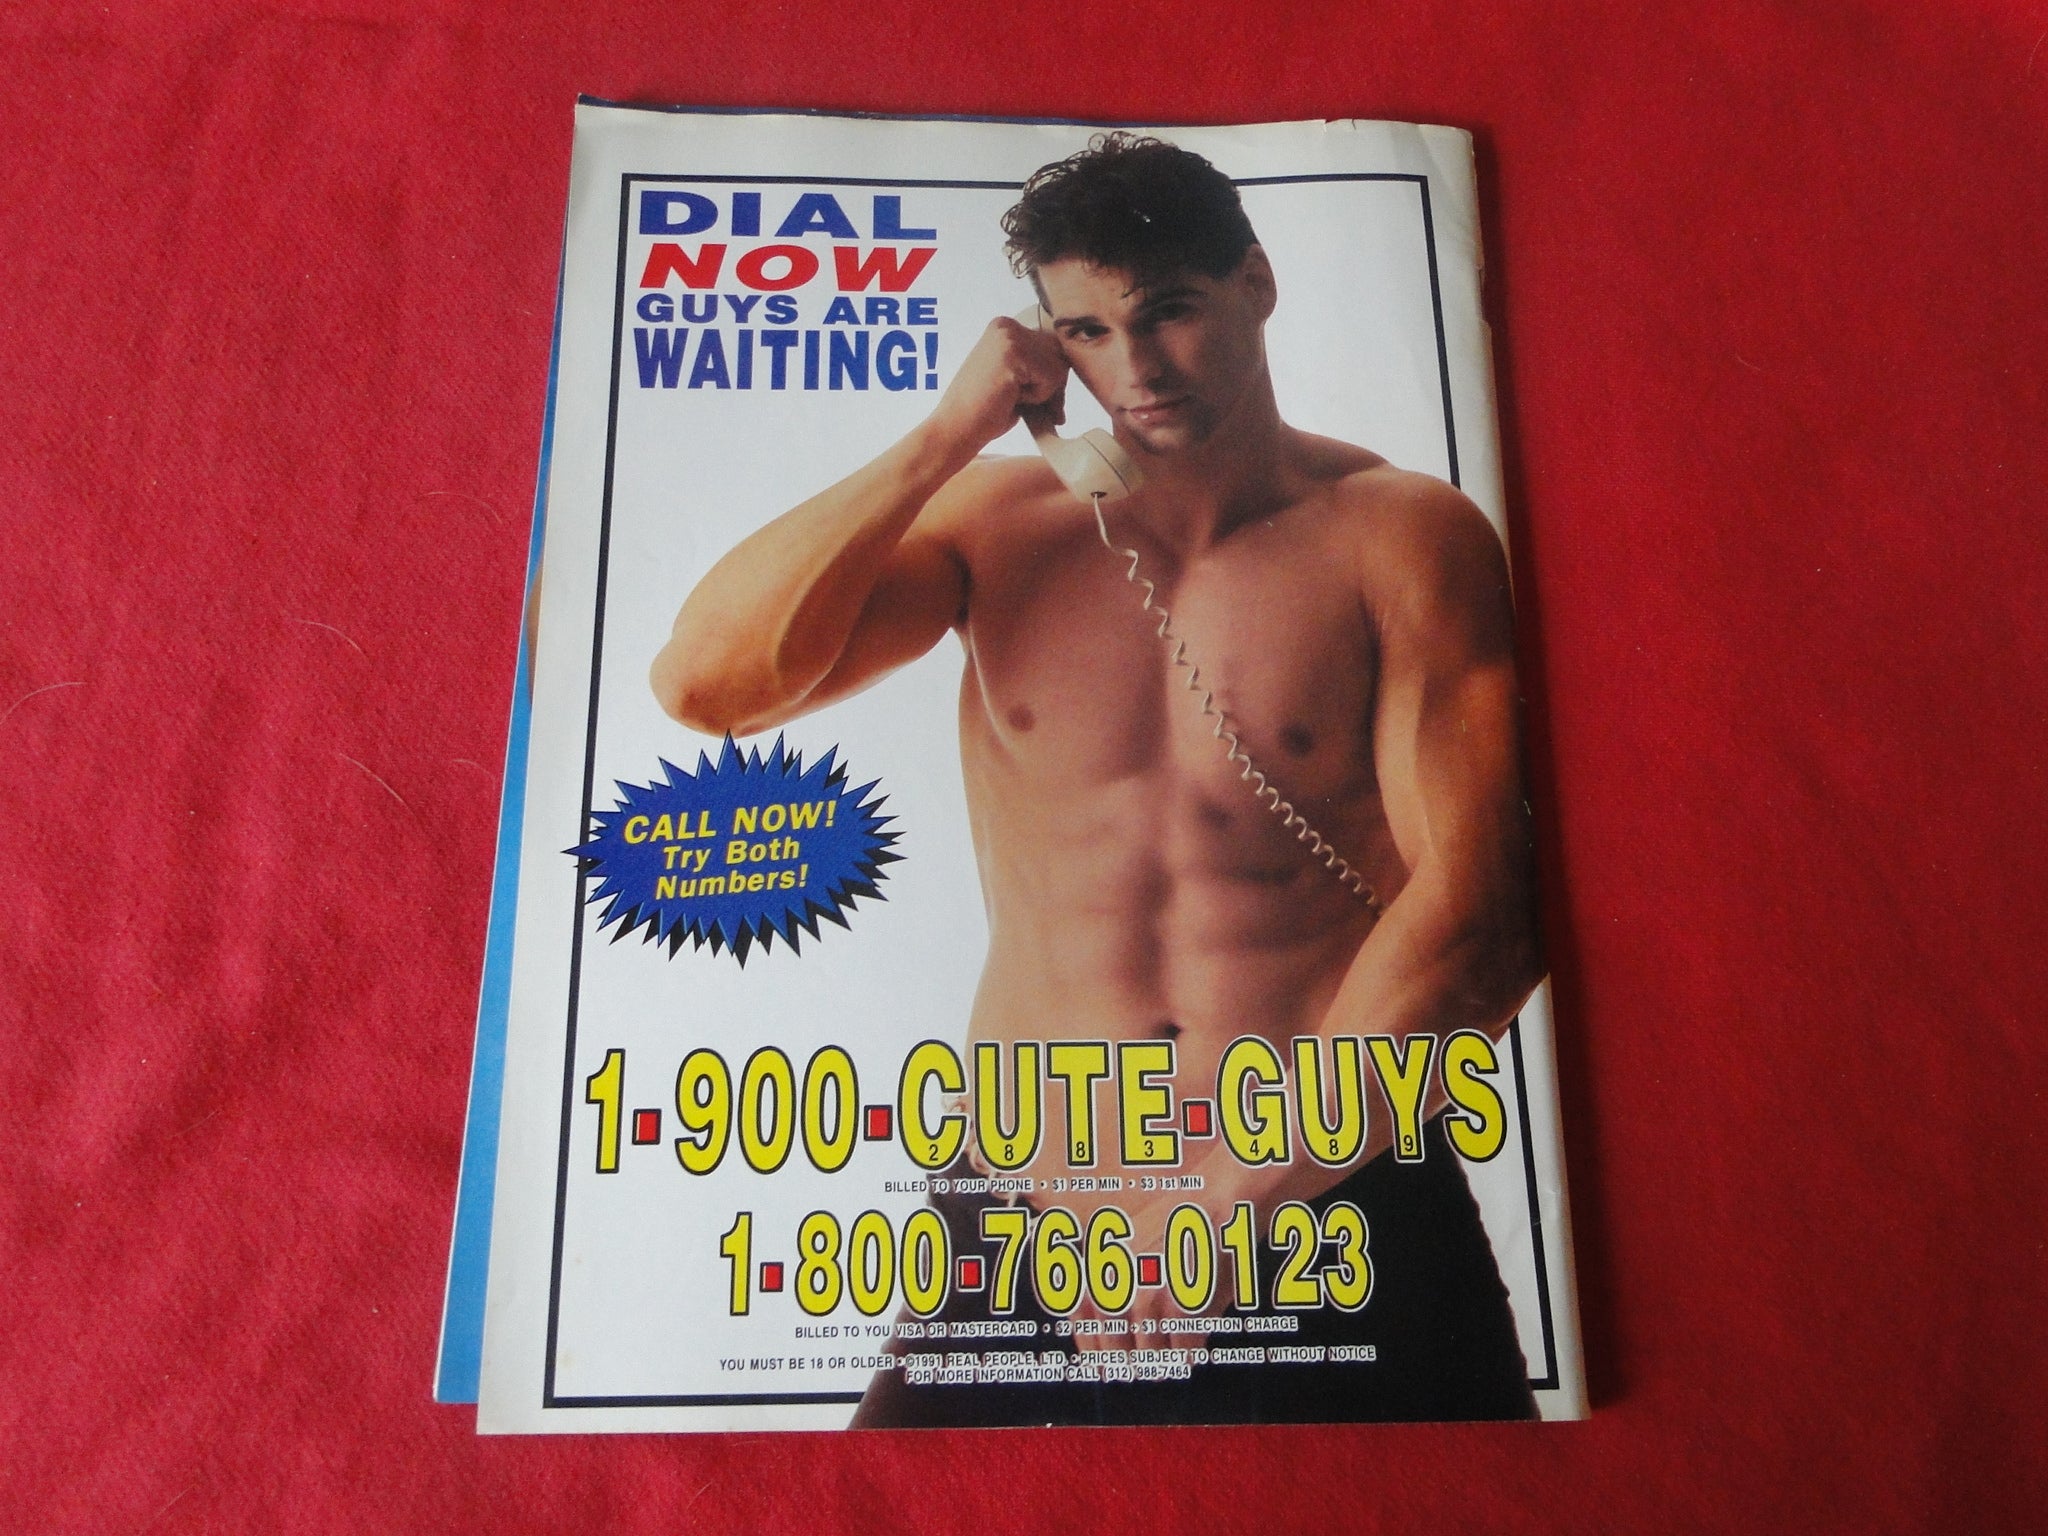 DIAL
NOW
GUYS ARE
WAITING!
CALL NOW!
Try Both
Numbers!
1-900-CUTE-GUYS
2 8 8 3 4 8 8 9
BILLED TO YOUR PHONE • $1 PER MIN • $3 1st MIN
1-800-766-0123
BILLED TO YOU VISA OR MASTERCARD • $2 PER MIN + $1 CONNECTION CHARGE
YOU MUST BE 18 OR OLDER • ©1991 REAL PEOPLE, LTD. • PRICES SUBJECT TO CHANGE WITHOUT NOTICE
FOR MORE INFORMATION CALL (312) 988-7464